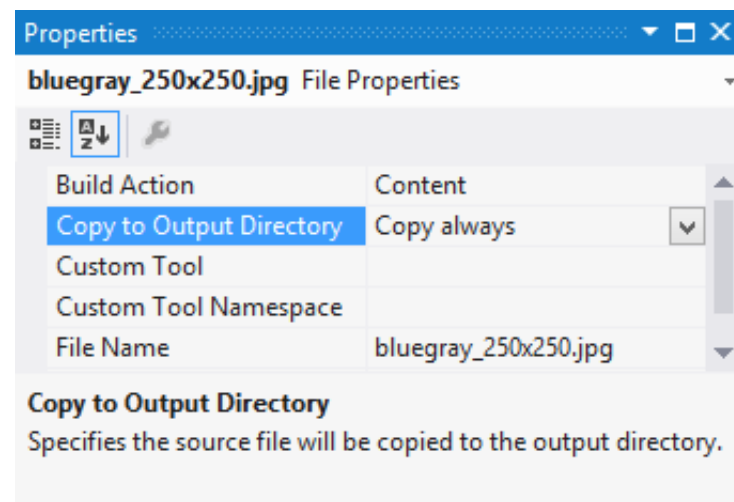 Properties
bluegray_250x250.jpg File Properties
Build Action Content
Copy to Output Directory Copy always
Custom Tool
Custom Tool Namespace
File Name bluegray_250x250.jpg
Copy to Output Directory
Specifies the source file will be copied to the output directory.